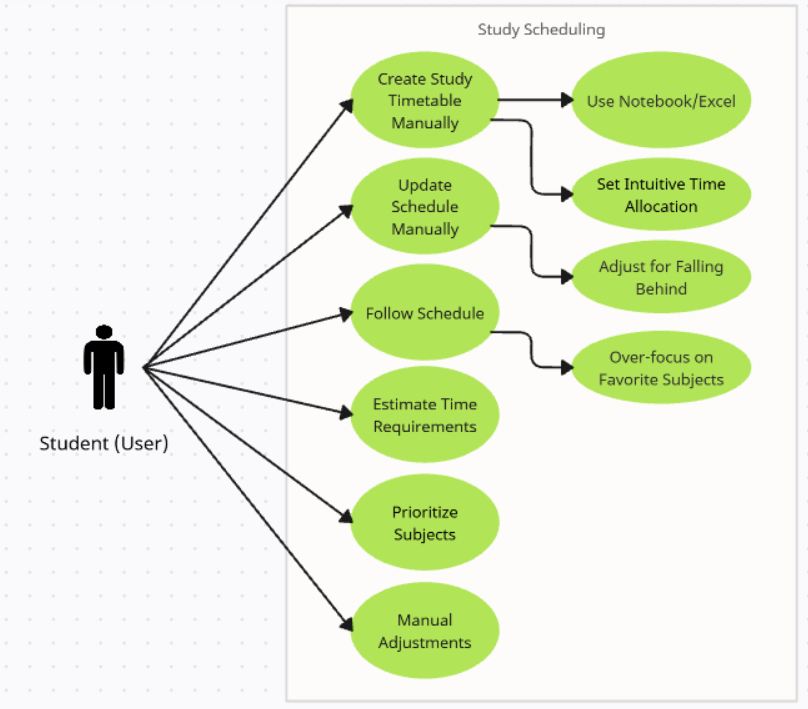 Study Scheduling
Create Study
Timetable
Manually
Use Notebook/Excel
Set Intuitive Time
Allocation
Update
Schedule
Manually
Adjust for Falling
Behind
Follow Schedule
Over-focus on
Favorite Subjects
Estimate Time
Requirements
Student (User)
Prioritize
Subjects
Manual
Adjustments